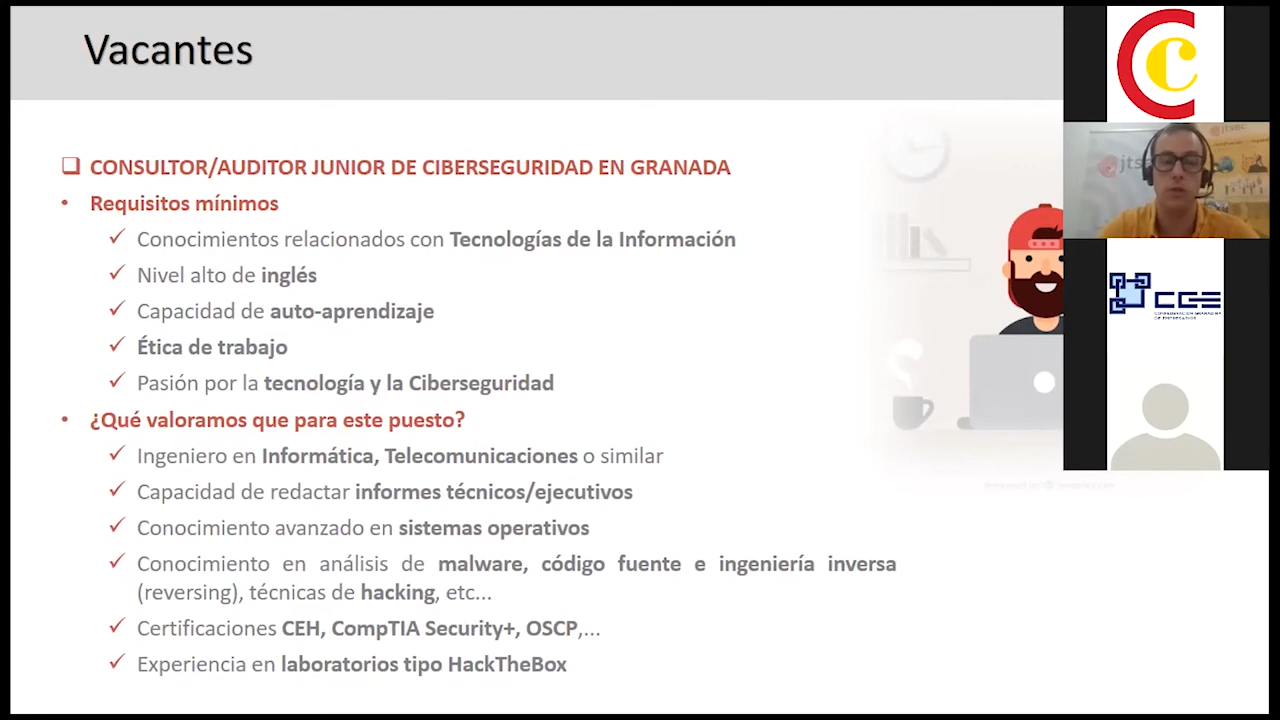 Vacantes
CONSULTOR/AUDITOR JUNIOR DE CIBERSEGURIDAD EN GRANADA
Requisitos mínimos
Conocimientos relacionados con Tecnologías de la Información
Nivel alto de inglés
Capacidad de auto-aprendizaje
Ética de trabajo
Pasión por la tecnología y la Ciberseguridad
¿Qué valoramos que para este puesto?
Ingeniero en Informática, Telecomunicaciones o similar
Capacidad de redactar informes técnicos/ejecutivos
Conocimiento avanzado en sistemas operativos
Conocimiento en análisis de malware, código fuente e ingeniería inversa
(reversing), técnicas de hacking, etc...
Certificaciones CEH, CompTIA Security+, OSCP,...
Experiencia en laboratorios tipo HackTheBox
CGE
CONFEDERACIÓN GRANADINA
DE EMPRESARIOS